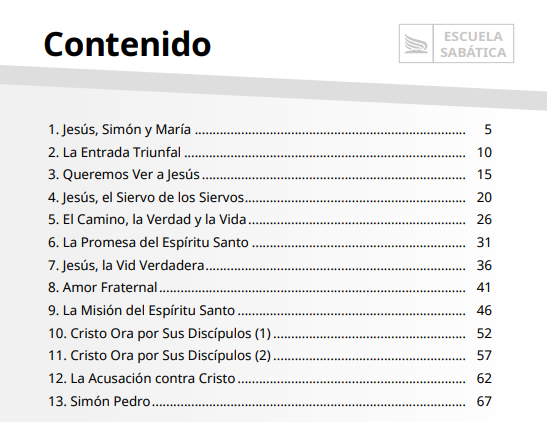 Contenido
ESCUELA
SABÁTICA
1. Jesús, Simón y María ........ 5
2. La Entrada Triunfal ........ 10
3. Queremos Ver a Jesús ........ 15
4. Jesús, el Siervo de los Siervos ........ 20
5. El Camino, la Verdad y la Vida ........ 26
6. La Promesa del Espíritu Santo ........ 31
7. Jesús, la Vid Verdadera ........ 36
8. Amor Fraternal ........ 41
9. La Misión del Espíritu Santo ........ 46
10. Cristo Ora por Sus Discípulos (1) ........ 52
11. Cristo Ora por Sus Discípulos (2) ........ 57
12. La Acusación contra Cristo ........ 62
13. Simón Pedro ........ 67